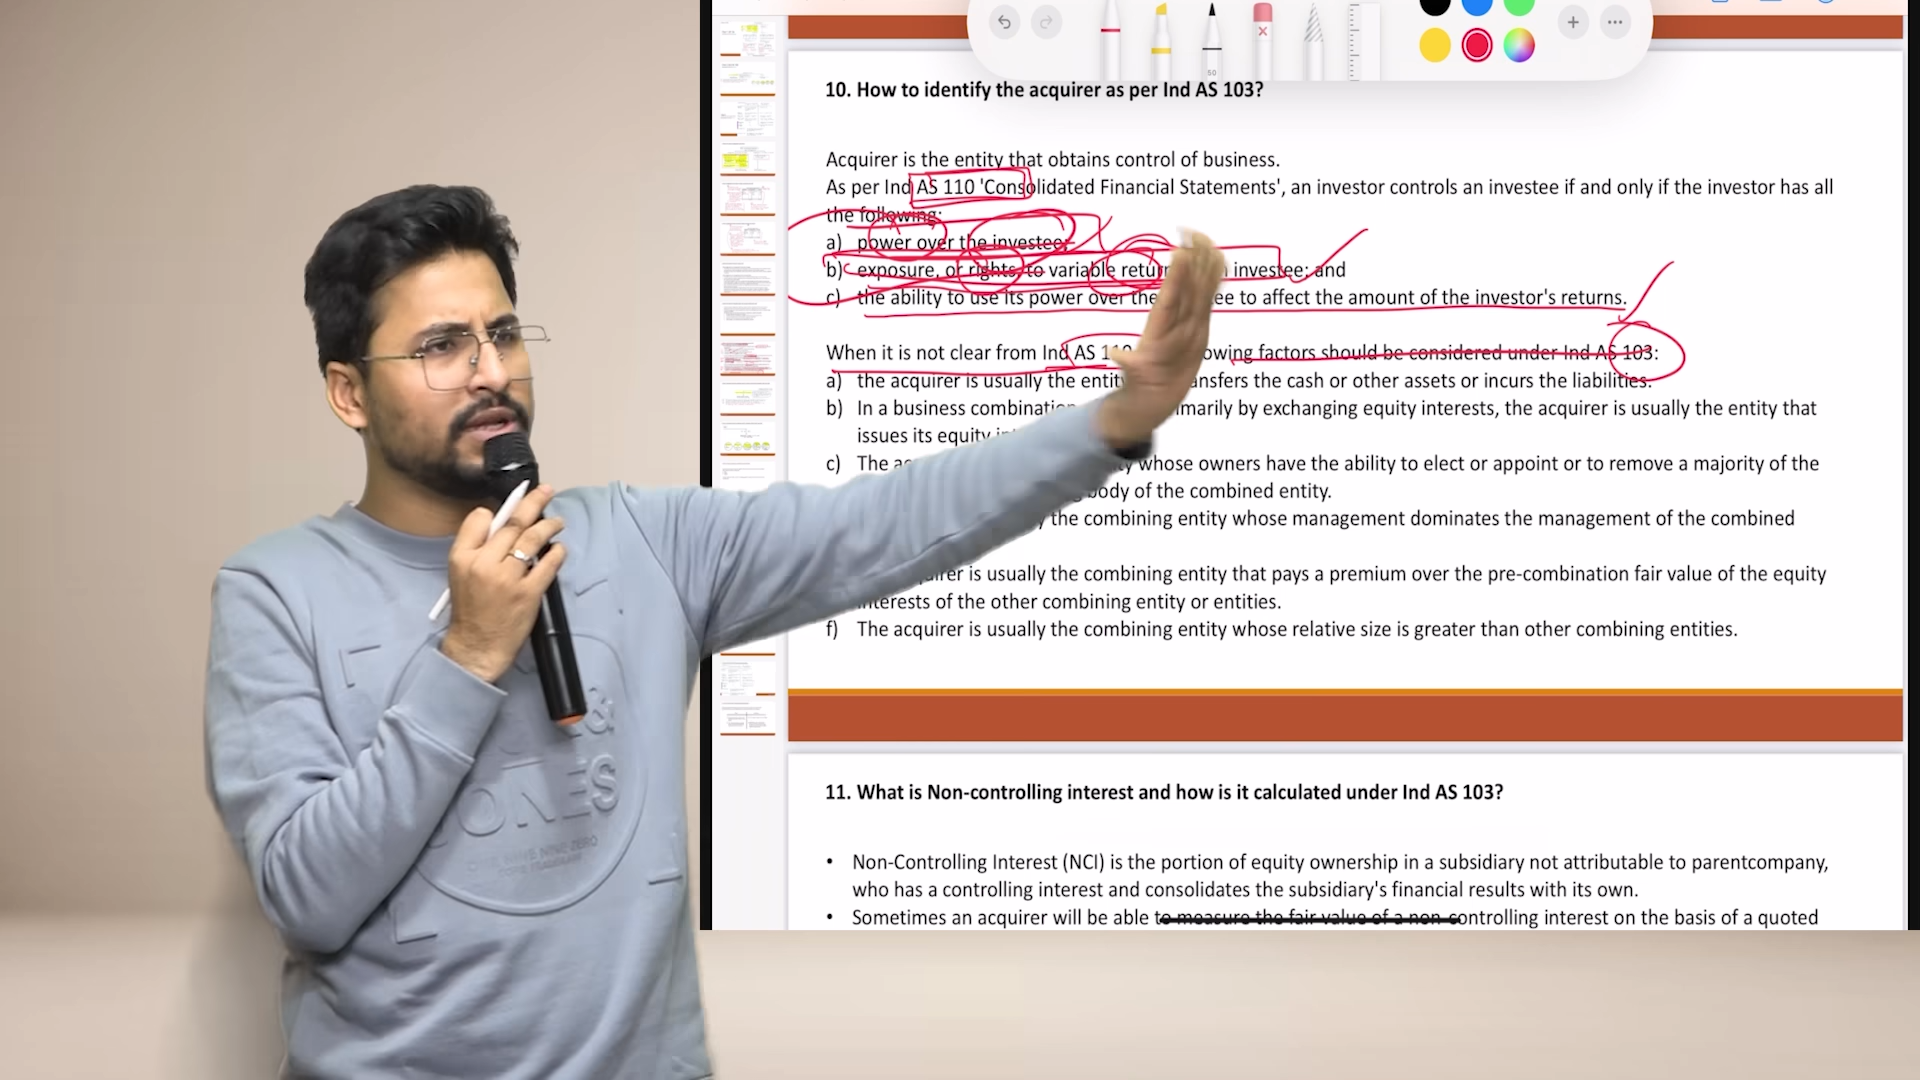 50
10. How to identify the acquirer as per Ind AS 103?
Acquirer is the entity that obtains control of business.
As per Ind AS 110 'Consolidated Financial Statements', an investor controls an investee if and only if the investor has all
the following:
a) power over the investee;
b) exposure, or rights, to variable investee; and
c) the ability to use its power over the to affect the amount of the investor's returns.
When it is not clear from Ind AS 110 factors should be considered under Ind AS 103:
a) the acquirer is usually the entity the cash or other assets or incurs the liabilities.
b) In a business by exchanging equity interests, the acquirer is usually the entity that
issues its equity
c) The whose owners have the ability to elect or appoint or to remove a majority of the
body of the combined entity.
the combining entity whose management dominates the management of the combined
is usually the combining entity that pays a premium over the pre-combination fair value of the equity
interests of the other combining entity or entities.
f) The acquirer is usually the combining entity whose relative size is greater than other combining entities.
&
JONES
11. What is Non-controlling interest and how is it calculated under Ind AS 103?
• Non-Controlling Interest (NCI) is the portion of equity ownership in a subsidiary not attributable to parentcompany,
who has a controlling interest and consolidates the subsidiary's financial results with its own.
• Sometimes an acquirer will be able to measure the fair value of a non-controlling interest on the basis of a quoted